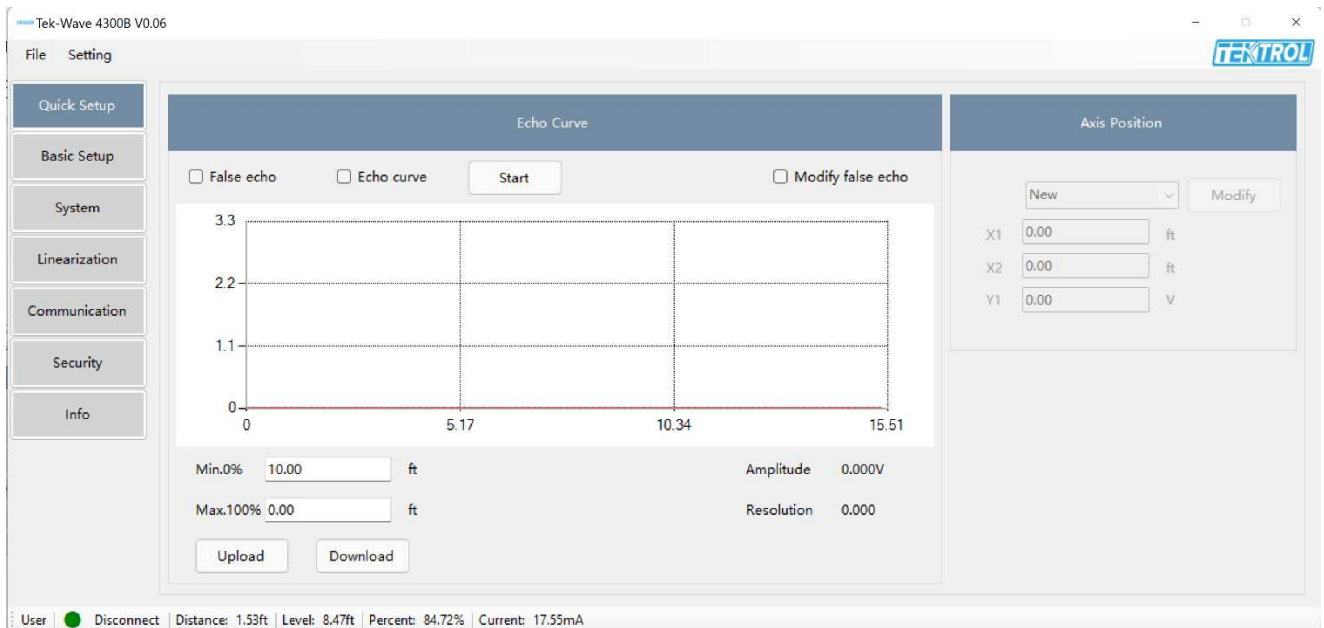 Tek-Wave 4300B V0.06
File Setting
TEKTROL
Quick Setup
Basic Setup
System
Linearization
Communication
Security
Info
Echo Curve
False echo Echo curve Start Modify false echo
3.3
2.2
1.1
0
0 5.17 10.34 15.51
Min.0% 10.00 ft Amplitude 0.000V
Max.100% 0.00 ft Resolution 0.000
Upload Download
Axis Position
New Modify
X1 0.00 ft
X2 0.00 ft
Y1 0.00 V
User Disconnect Distance: 1.53ft Level: 8.47ft Percent: 84.72% Current: 17.55mA